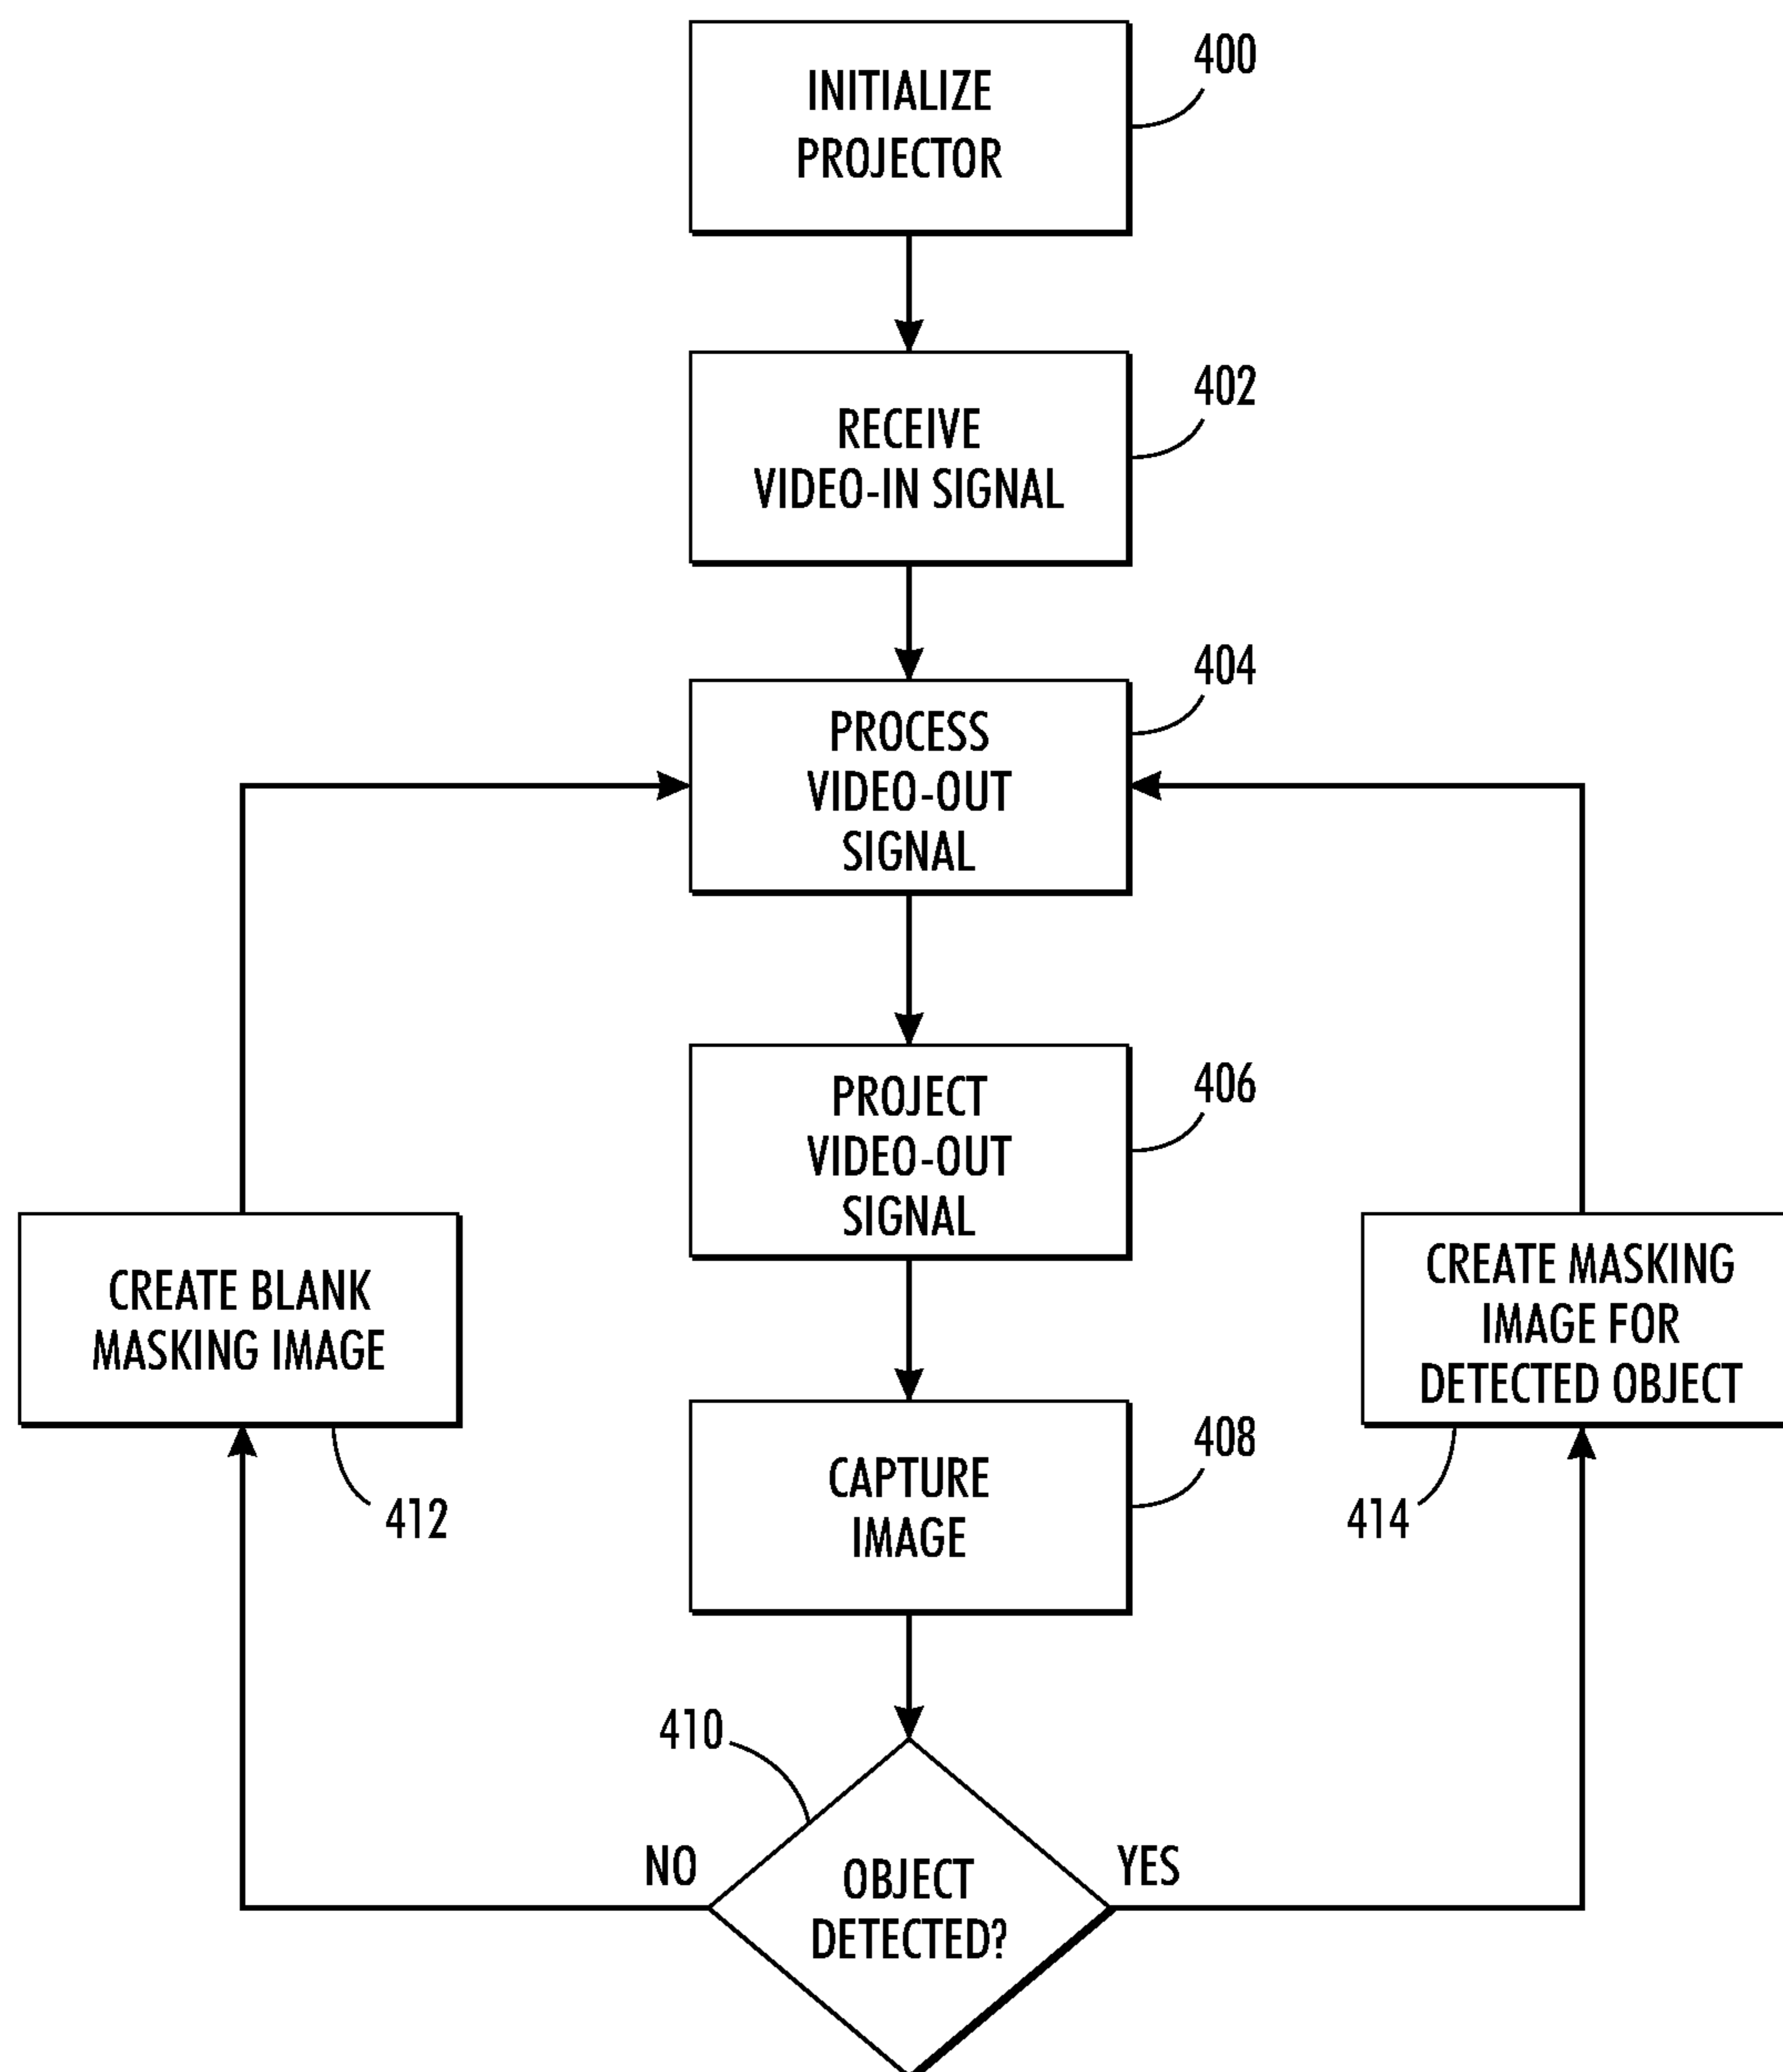 INITIALIZE
PROJECTOR
400
RECEIVE
VIDEO-IN SIGNAL
402
PROCESS
VIDEO-OUT
SIGNAL
404
PROJECT
VIDEO-OUT
SIGNAL
406
CREATE BLANK
MASKING IMAGE
412
CREATE MASKING
IMAGE FOR
DETECTED OBJECT
414
CAPTURE
IMAGE
408
410
NO
OBJECT
DETECTED?
YES